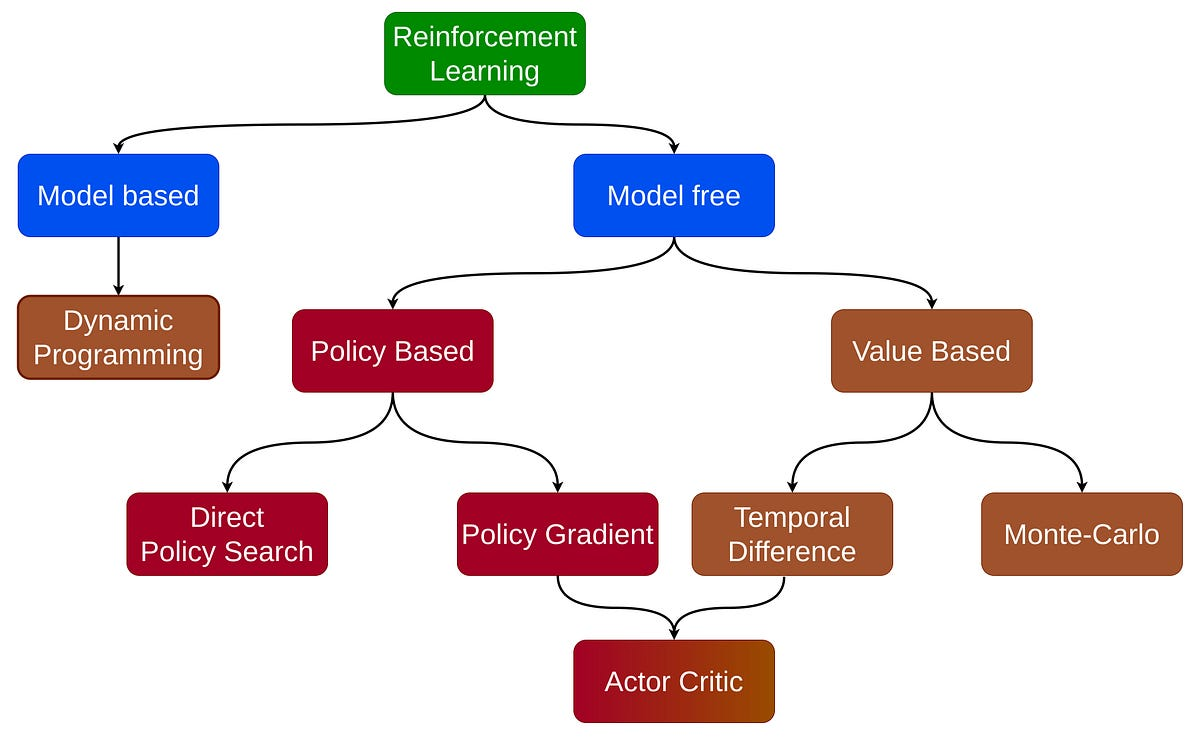 Reinforcement
Learning
Model based
Model free
Dynamic
Programming
Policy Based
Value Based
Direct
Policy Search
Policy Gradient
Temporal
Difference
Monte-Carlo
Actor Critic